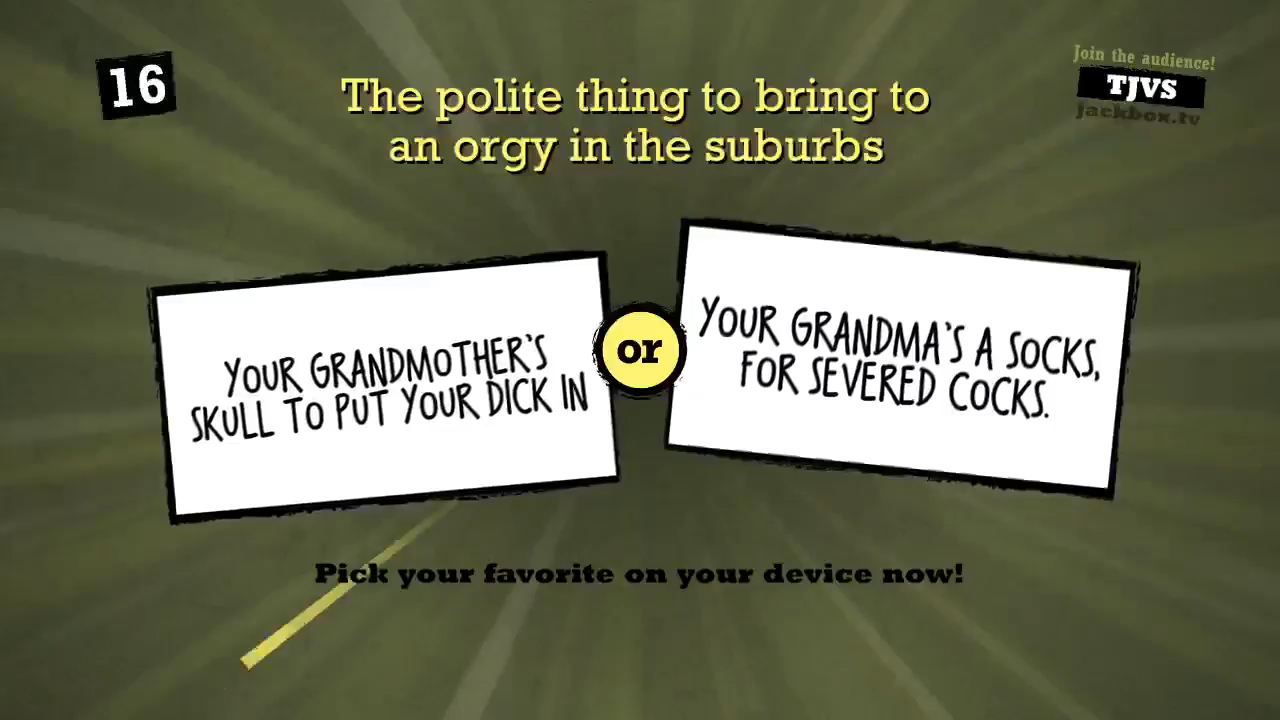 16
The polite thing to bring to
an orgy in the suburbs
Join the audience!
TJVS
jackbox.tv
YOUR GRANDMOTHER'S
SKULL TO PUT YOUR DICK IN
or
YOUR GRANDMA'S A SOCKS,
FOR SEVERED COCKS.
Pick your favorite on your device now!